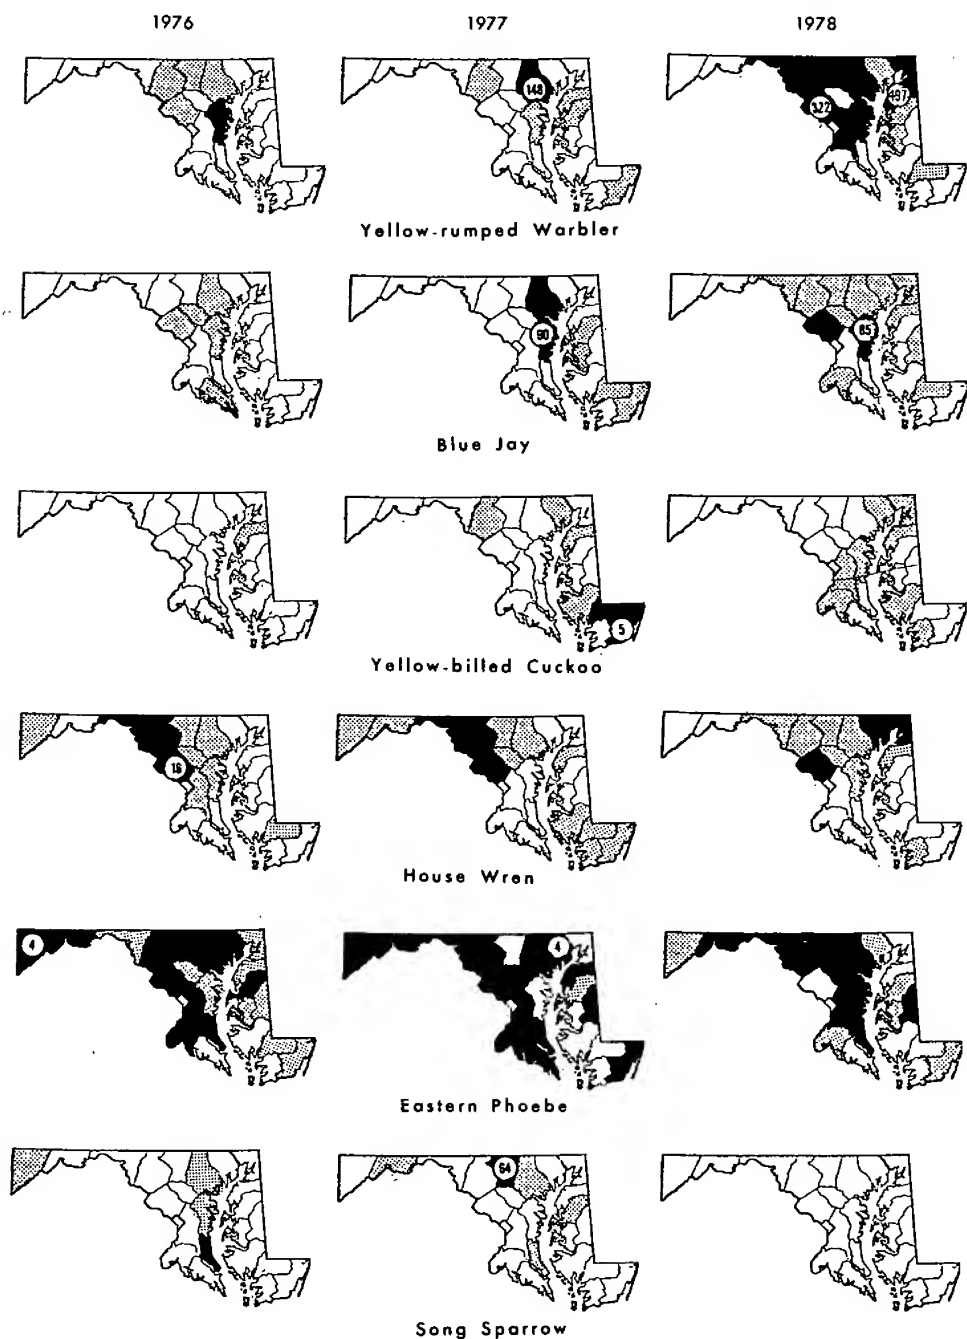 1976 1977 1978
148 522 497
Yellow-rumped Warbler
90 85
Blue Jay
5
Yellow-billed Cuckoo
16
House Wren
4 4
Eastern Phoebe
64
Song Sparrow